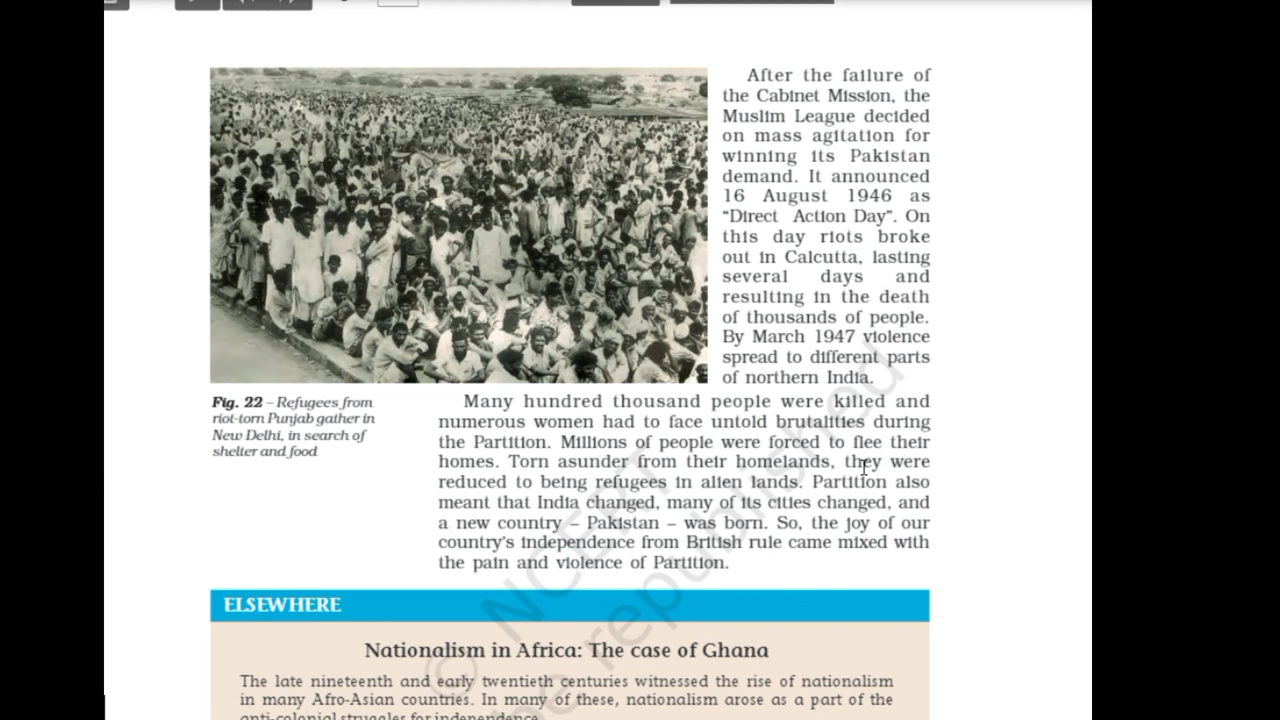 After the failure of
the Cabinet Mission, the
Muslim League decided
on mass agitation for
winning its Pakistan
demand. It announced
16 August 1946 as
“Direct Action Day”. On
this day riots broke
out in Calcutta, lasting
several days and
resulting in the death
of thousands of people.
By March 1947 violence
spread to different parts
of northern India.
Fig. 22 – Refugees from
riot-torn Punjab gather in
New Delhi, in search of
shelter and food
Many hundred thousand people were killed and
numerous women had to face untold brutalities during
the Partition. Millions of people were forced to flee their
homes. Torn asunder from their homelands, they were
reduced to being refugees in alien lands. Partition also
meant that India changed, many of its cities changed, and
a new country – Pakistan – was born. So, the joy of our
country’s independence from British rule came mixed with
the pain and violence of Partition.
ELSEWHERE
Nationalism in Africa: The case of Ghana
The late nineteenth and early twentieth centuries witnessed the rise of nationalism
in many Afro-Asian countries. In many of these, nationalism arose as a part of the
anti-colonial struggles for independence.
© NCERT
be republished